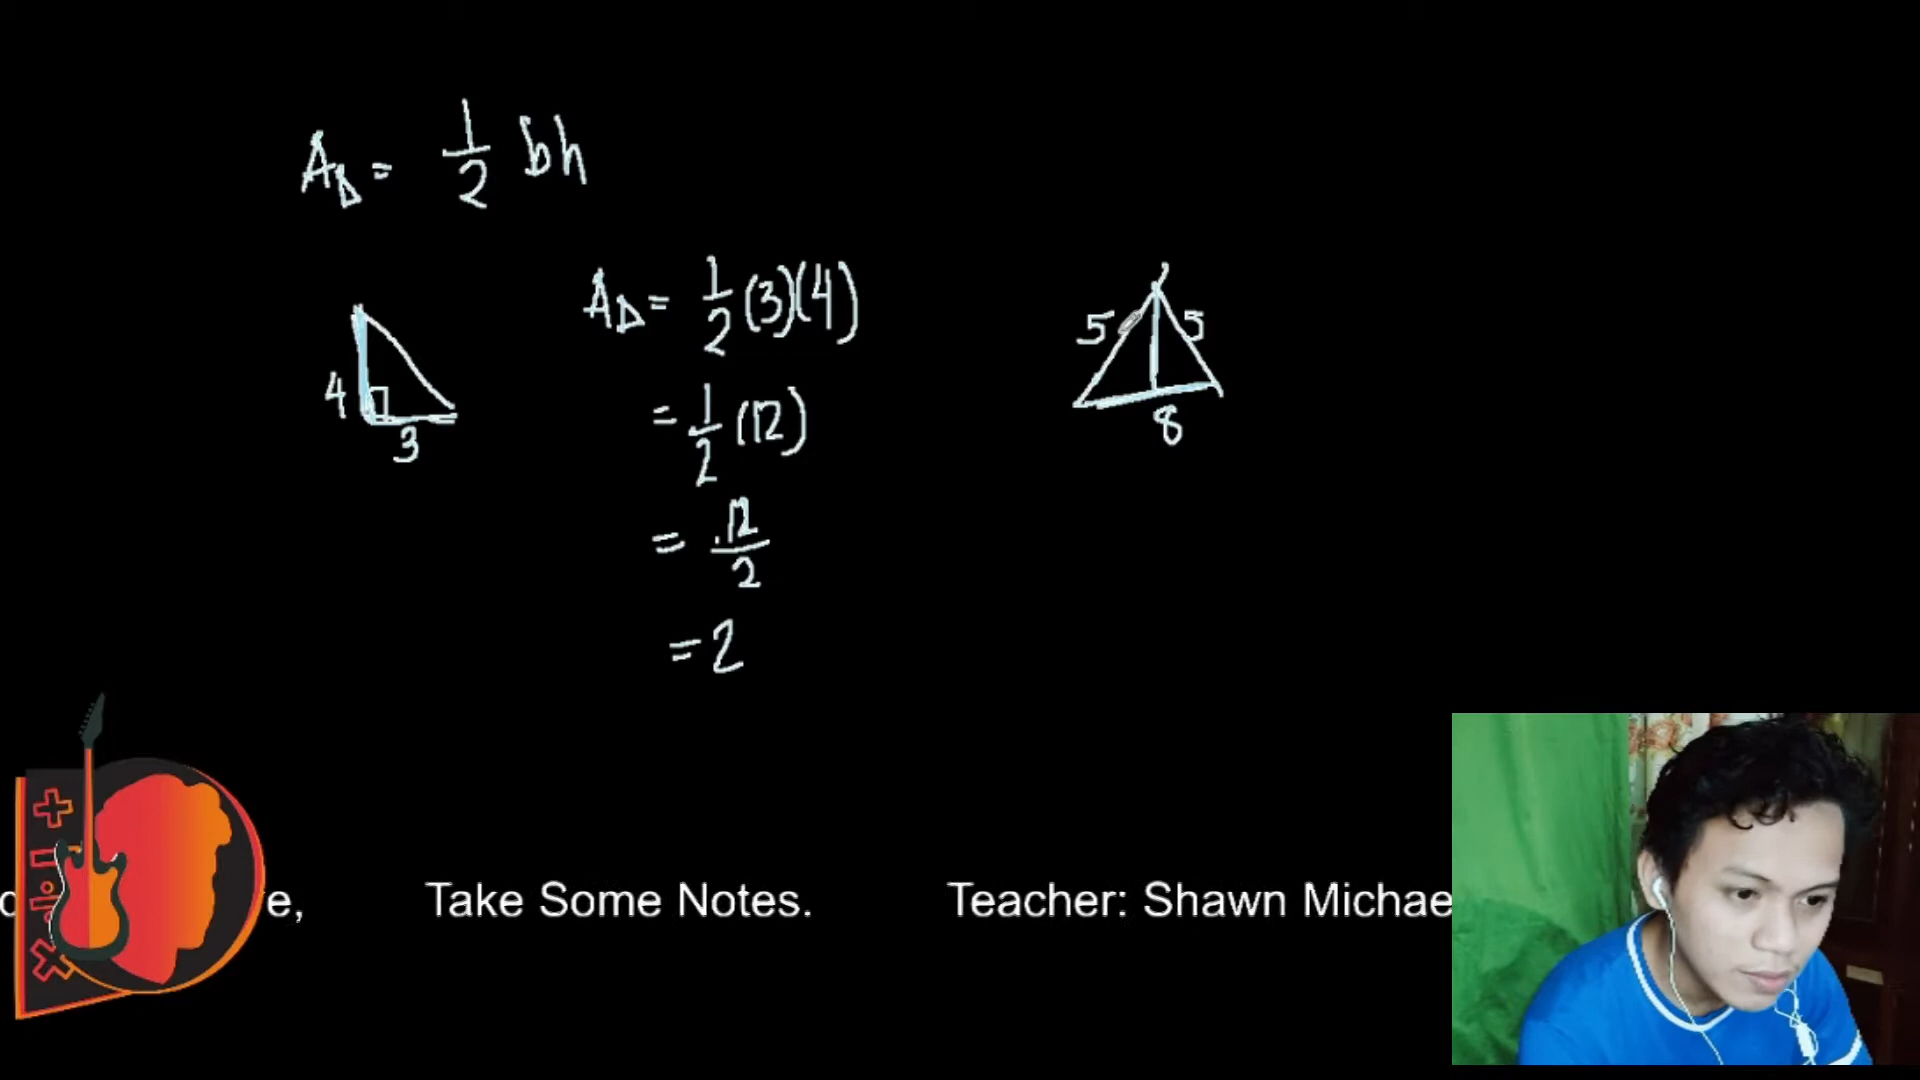 A△ = 1/2 bh
A△ = 1/2 (3)(4)
= 1/2 (12)
= 12/2
= 2
4
3
5 5
8
e, Take Some Notes. Teacher: Shawn Michae